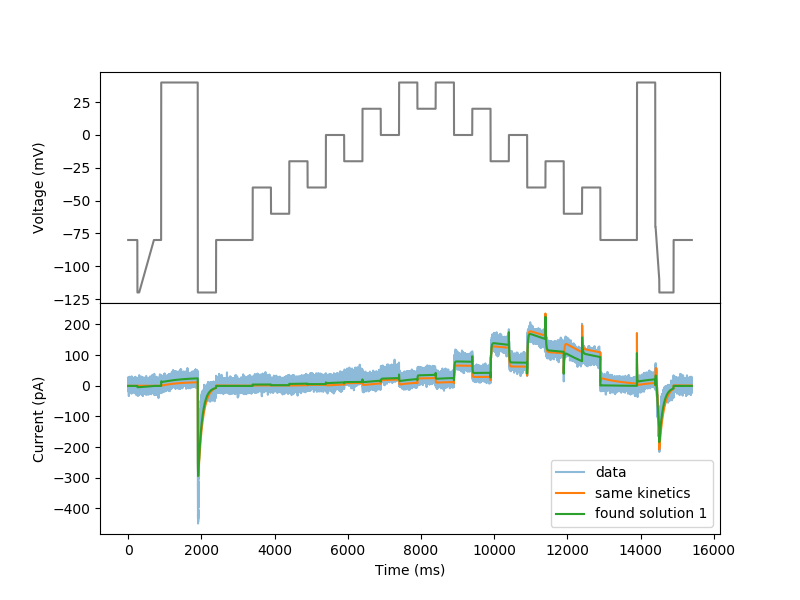 25
0
−25
−50
−75
−100
−125
Voltage (mV)
200
100
0
−100
−200
−300
−400
Current (pA)
data
same kinetics
found solution 1
0 2000 4000 6000 8000 10000 12000 14000 16000
Time (ms)